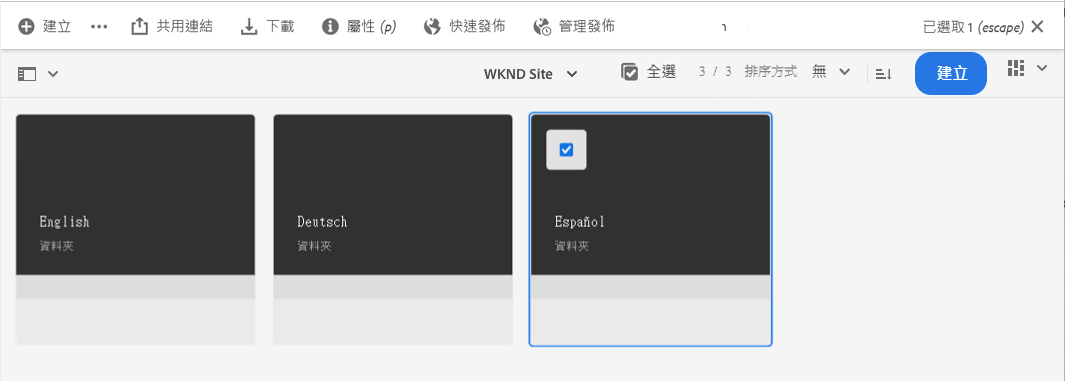 建立 ••• 共用連結 下載 屬性 (p) 快速發佈 管理發佈 已選取 1 (escape)
WKND Site 全選 3 / 3 排序方式 無 建立
English Deutsch Español
資料夾 資料夾 資料夾